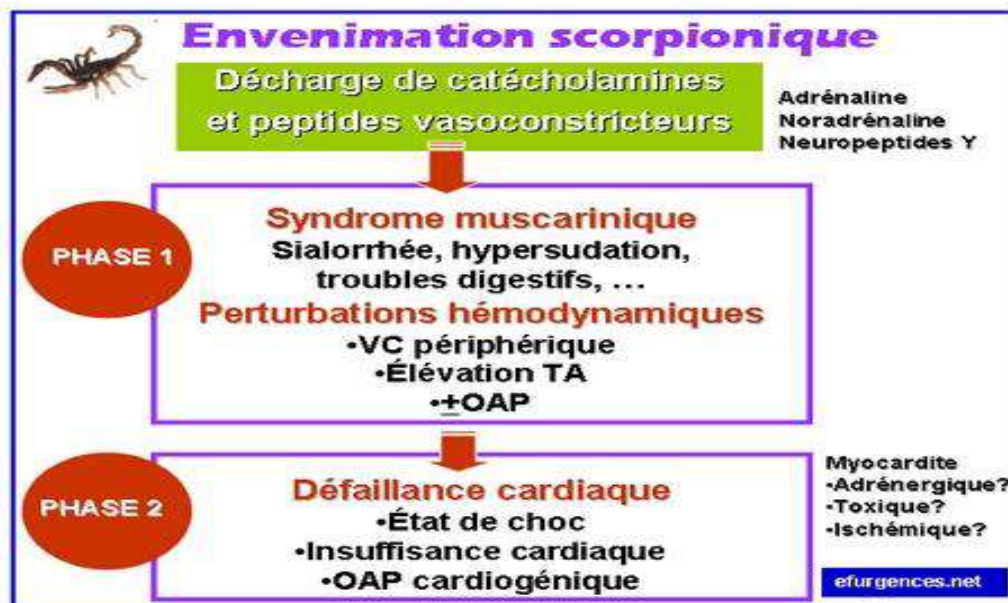 Envenimation scorpionique
Décharge de catécholamines
et peptides vasoconstricteurs
Adrénaline
Noradrénaline
Neuropeptides Y
PHASE 1
Syndrome muscarinique
Sialorrhée, hypersudation,
troubles digestifs, ...
Perturbations hémodynamiques
•VC périphérique
•Élévation TA
•±OAP
PHASE 2
Défaillance cardiaque
•État de choc
•Insuffisance cardiaque
•OAP cardiogénique
Myocardite
•Adrénergique?
•Toxique?
•Ischémique?
efurgences.net